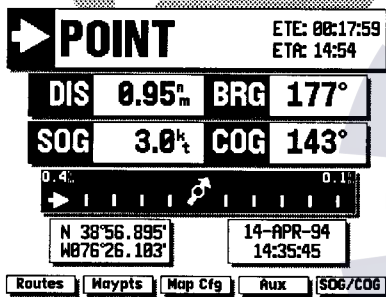 POINT
ETE: 00:17:59
ETA: 14:54
DIS 0.95nm BRG 177°
SOG 3.0kt COG 143°
0.4 0.1
N 38°56.895'
W076°26.103'
14-APR-94
14:35:45
Routes Waypts Map Cfg Aux SOG/COG